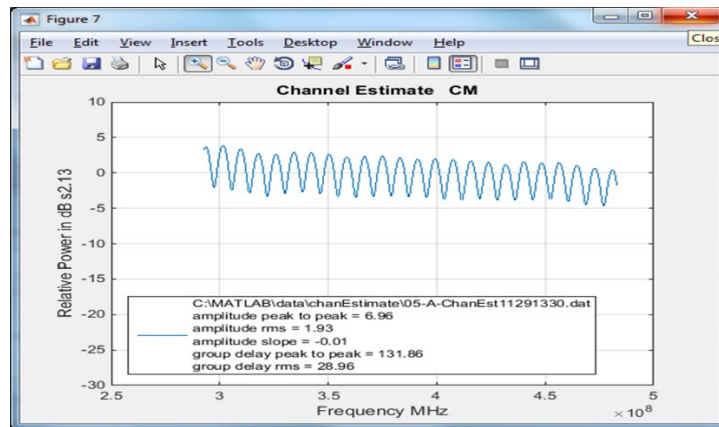 Figure 7
File Edit View Insert Tools Desktop Window Help
Clos
Channel Estimate CM
10
5
0
-5
-10
-15
-20
-25
-30
Relative Power in dB s2.13
C:\MATLAB\data\chanEstimate\05-A-ChanEst11291330.dat
amplitude peak to peak = 6.96
amplitude rms = 1.93
amplitude slope = -0.01
group delay peak to peak = 131.86
group delay rms = 28.96
2.5 3 3.5 4 4.5 5
Frequency MHz
× 10^8